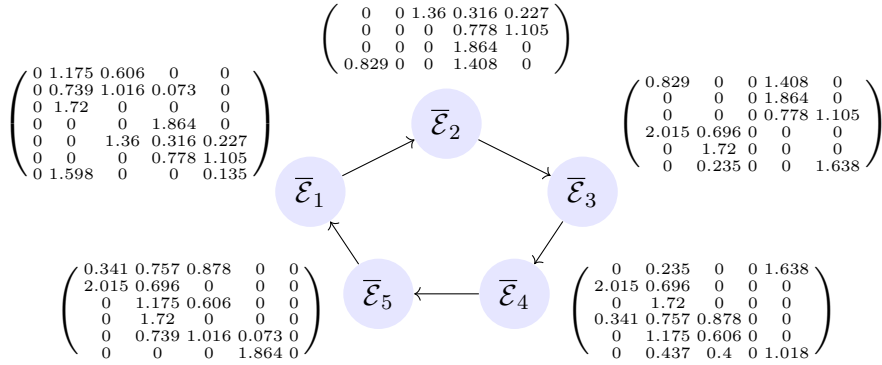 0 0 1.36 0.316 0.227
0 0 0 0.778 1.105
0 0 0 1.864 0
0.829 0 0 1.408 0
0 1.175 0.606 0 0
0 0.739 1.016 0.073 0
0 1.72 0 0 0
0 0 0 1.864 0
0 0 1.36 0.316 0.227
0 0 0 0.778 1.105
0 1.598 0 0 0.135
0.829 0 0 1.408 0
0 0 0 1.864 0
0 0 0 0.778 1.105
2.015 0.696 0 0 0
0 1.72 0 0 0
0 0.235 0 0 1.638
ℰ̅₂
ℰ̅₁
ℰ̅₃
ℰ̅₅
ℰ̅₄
0.341 0.757 0.878 0 0
2.015 0.696 0 0 0
0 1.175 0.606 0 0
0 1.72 0 0 0
0 0.739 1.016 0.073 0
0 0 0 1.864 0
0 0.235 0 0 1.638
2.015 0.696 0 0 0
0 1.72 0 0 0
0.341 0.757 0.878 0 0
0 1.175 0.606 0 0
0 0.437 0.4 0 1.018